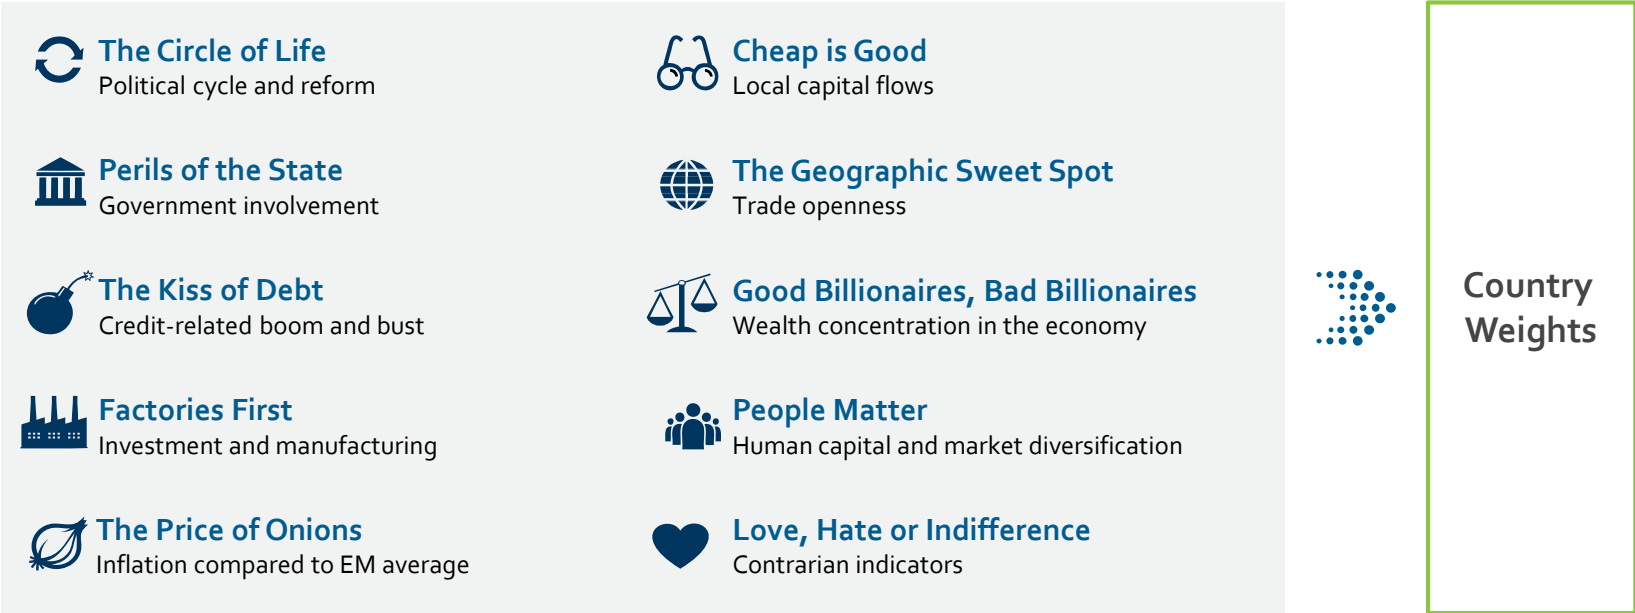 The Circle of Life
Political cycle and reform
Perils of the State
Government involvement
The Kiss of Debt
Credit-related boom and bust
Factories First
Investment and manufacturing
The Price of Onions
Inflation compared to EM average
Cheap is Good
Local capital flows
The Geographic Sweet Spot
Trade openness
Good Billionaires, Bad Billionaires
Wealth concentration in the economy
People Matter
Human capital and market diversification
Love, Hate or Indifference
Contrarian indicators
Country
Weights